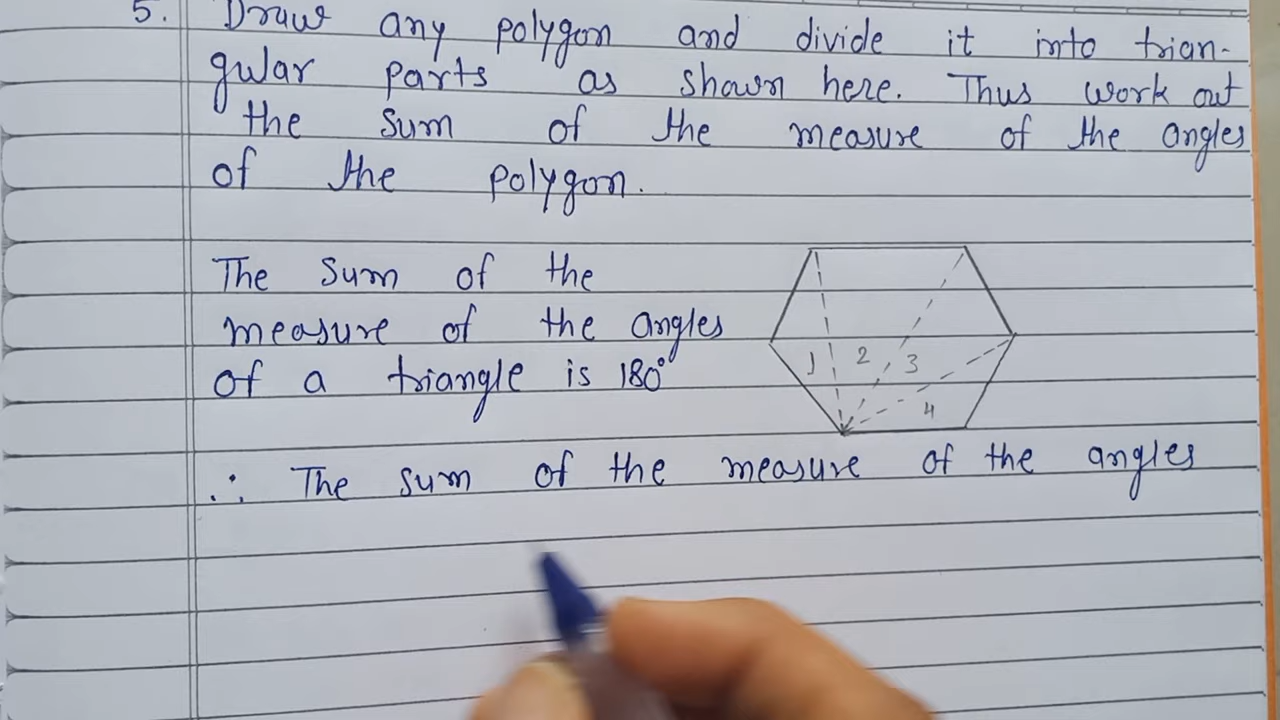 5. Draw any polygon and divide it into trian-
gular parts as shown here. Thus work out
the sum of the measure of the angles
of the polygon.
The sum of the
measure of the angles
of a triangle is 180°
1 2 3
4
∴ The sum of the measure of the angles